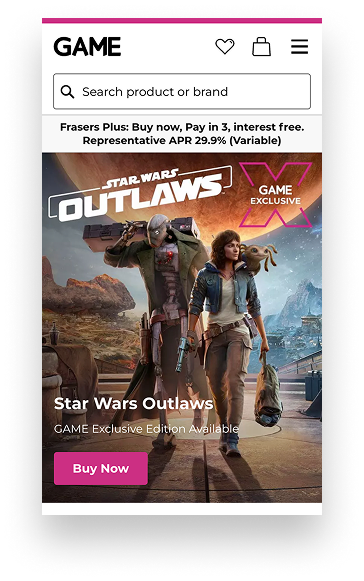 GAME
Search product or brand
Frasers Plus: Buy now, Pay in 3, interest free.
Representative APR 29.9% (Variable)
STAR WARS
OUTLAWS
GAME
EXCLUSIVE
Star Wars Outlaws
GAME Exclusive Edition Available
Buy Now